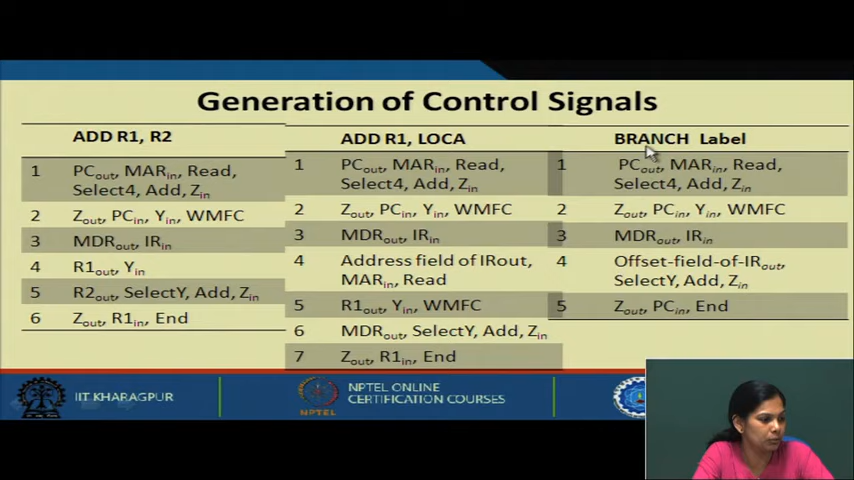 Generation of Control Signals
ADD R1, R2
1 PCout, MARin, Read,
Select4, Add, Zin
2 Zout, PCin, Yin, WMFC
3 MDRout, IRin
4 R1out, Yin
5 R2out, SelectY, Add, Zin
6 Zout, R1in, End
ADD R1, LOCA
1 PCout, MARin, Read,
Select4, Add, Zin
2 Zout, PCin, Yin, WMFC
3 MDRout, IRin
4 Address field of IRout,
MARin, Read
5 R1out, Yin, WMFC
6 MDRout, SelectY, Add, Zin
7 Zout, R1in, End
BRANCH Label
1 PCout, MARin, Read,
Select4, Add, Zin
2 Zout, PCin, Yin, WMFC
3 MDRout, IRin
4 Offset-field-of-IRout,
SelectY, Add, Zin
5 Zout, PCin, End
IIT KHARAGPUR
NPTEL
NPTEL ONLINE
CERTIFICATION COURSES